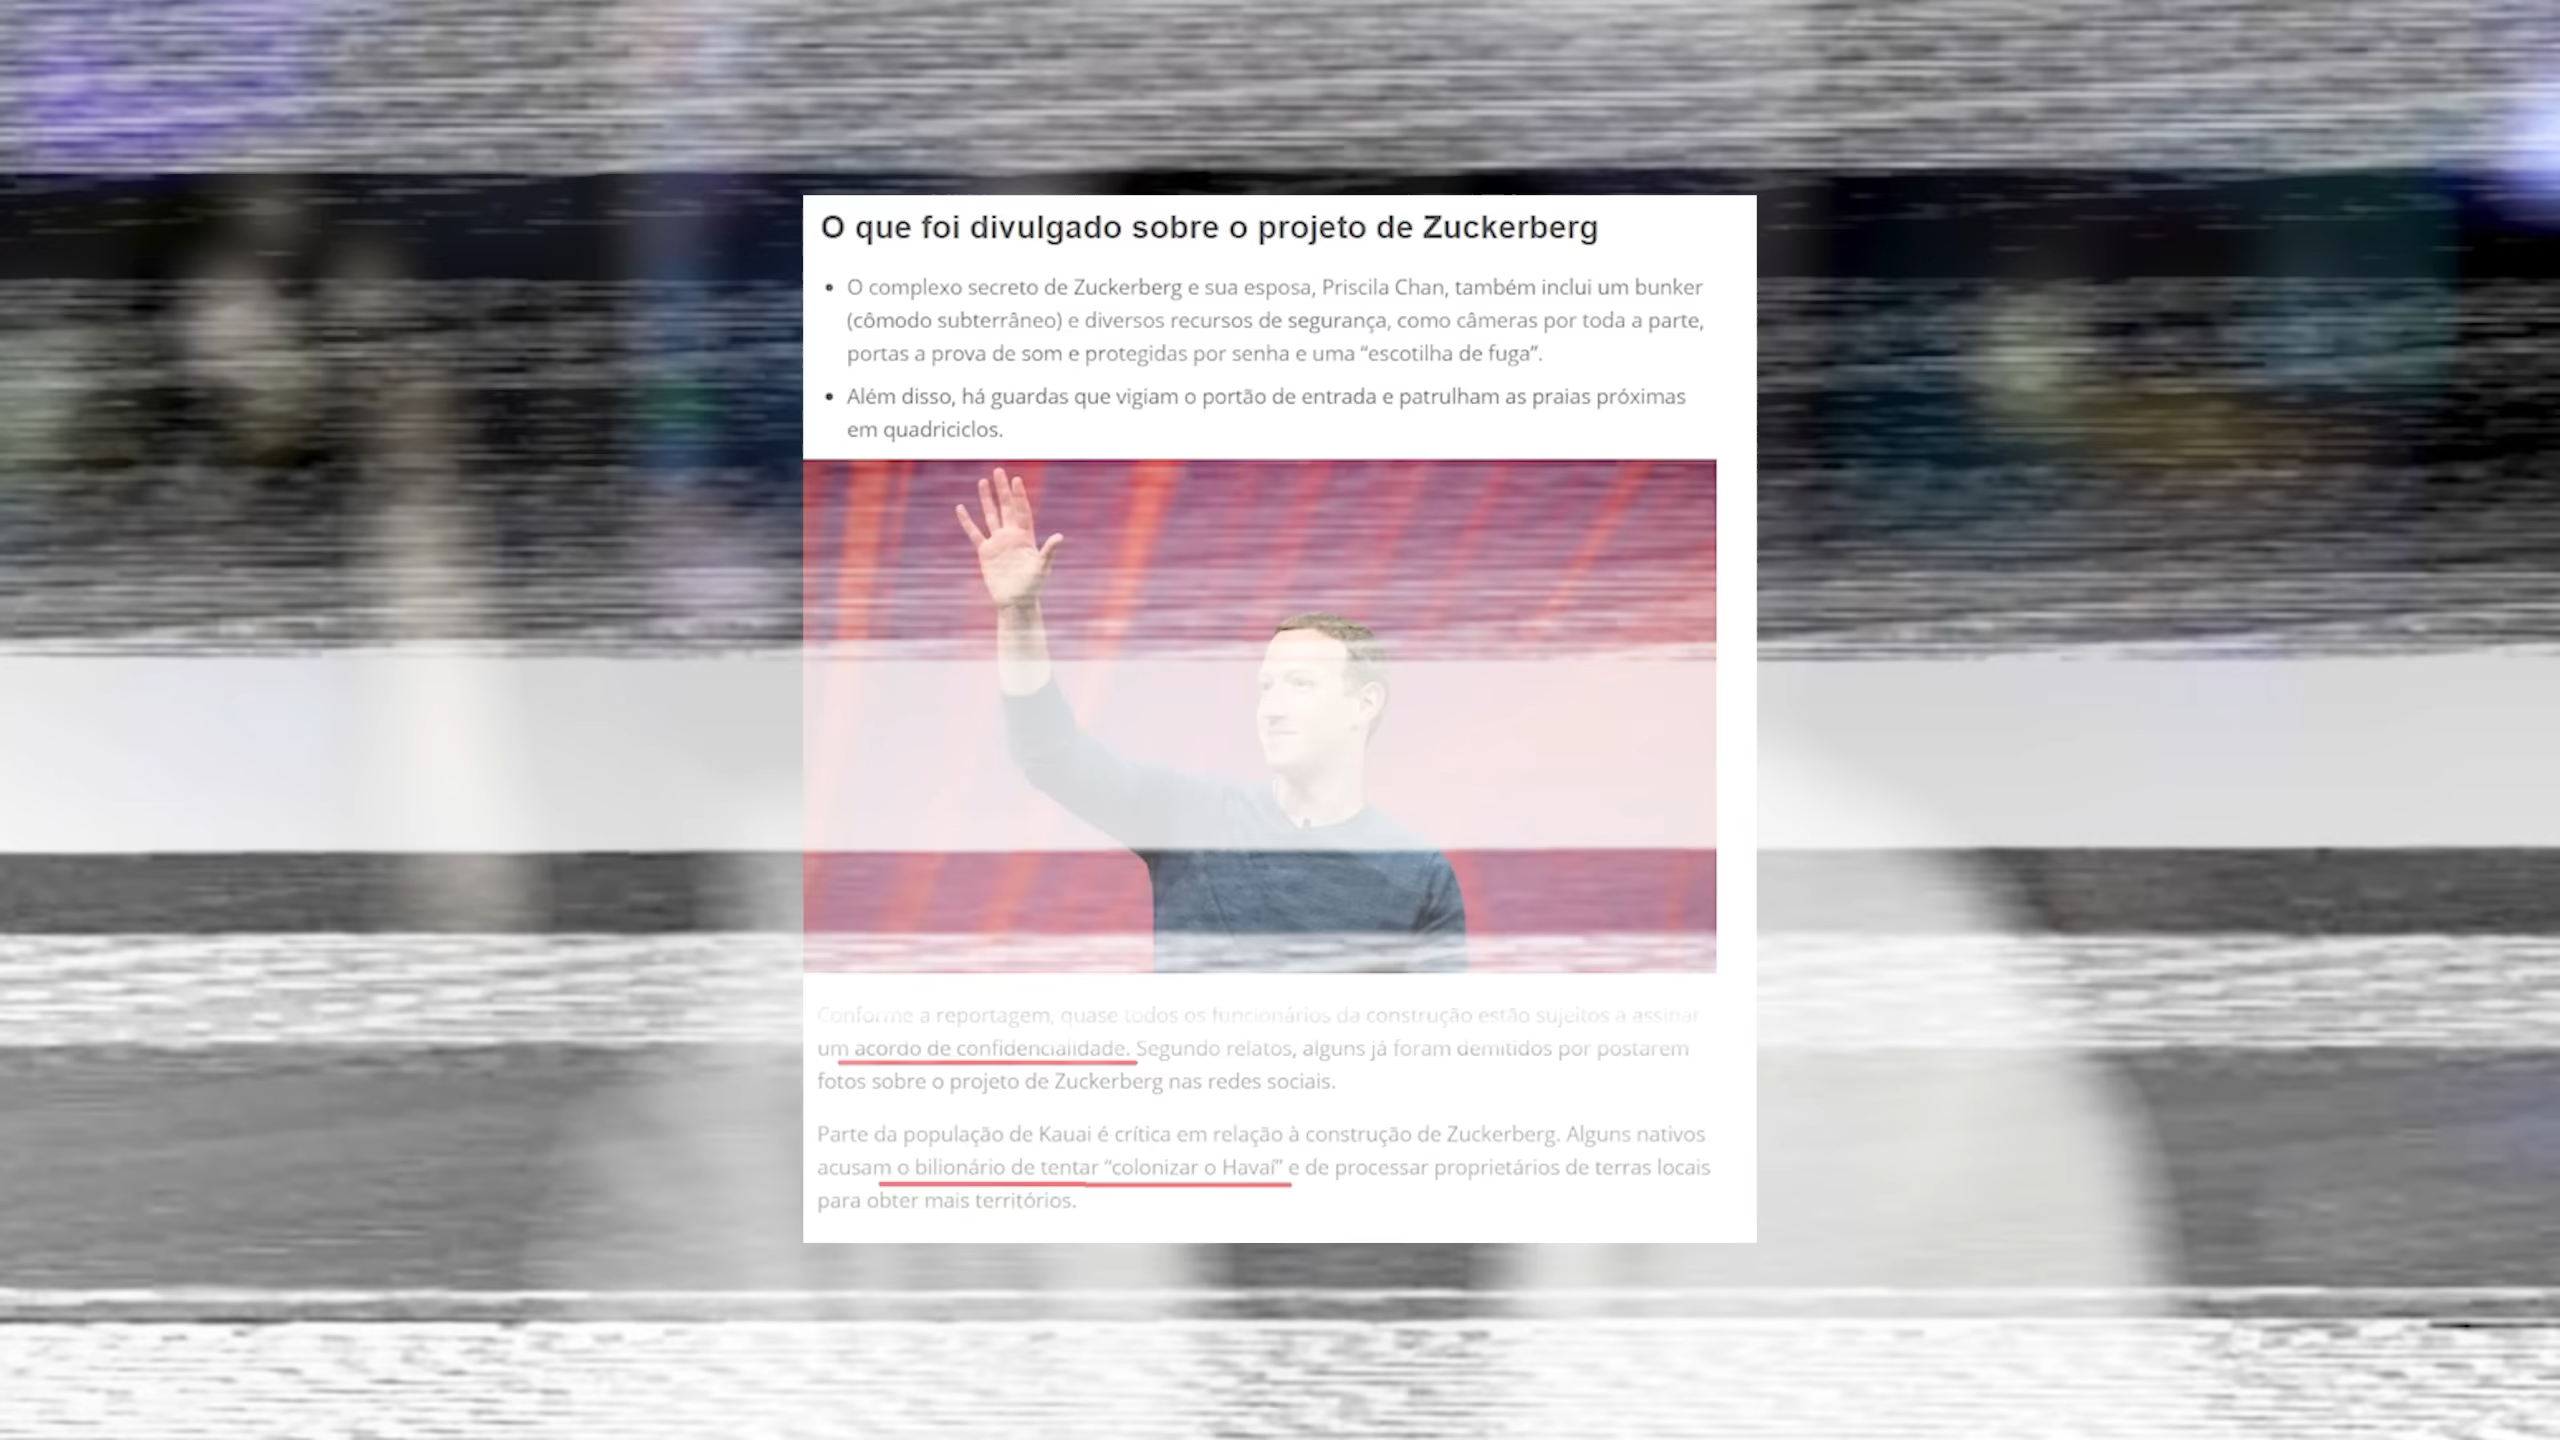 O que foi divulgado sobre o projeto de Zuckerberg
• O complexo secreto de Zuckerberg e sua esposa, Priscila Chan, também inclui um bunker
(cômodo subterrâneo) e diversos recursos de segurança, como câmeras por toda a parte,
portas a prova de som e protegidas por senha e uma “escotilha de fuga”.
• Além disso, há guardas que vigiam o portão de entrada e patrulham as praias próximas
em quadriciclos.
Conforme a reportagem, quase todos os funcionários da construção estão sujeitos a assinar
um acordo de confidencialidade. Segundo relatos, alguns já foram demitidos por postarem
fotos sobre o projeto de Zuckerberg nas redes sociais.
Parte da população de Kauai é crítica em relação à construção de Zuckerberg. Alguns nativos
acusam o bilionário de tentar “colonizar o Havaí” e de processar proprietários de terras locais
para obter mais territórios.